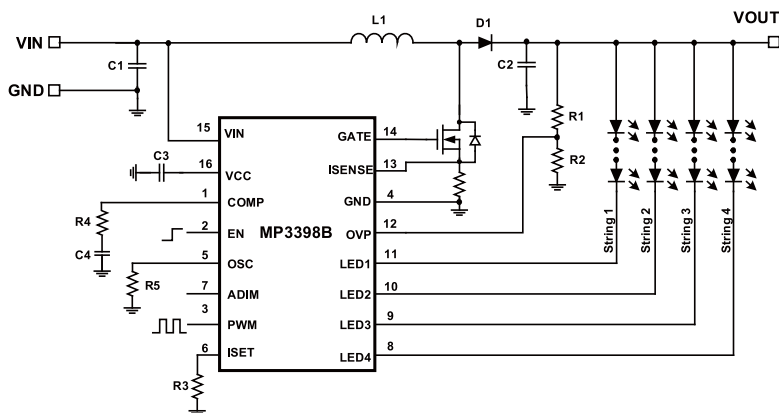 L1
D1
VOUT
VIN
C1
C2
GND
R1
R2
15
VIN
GATE
14
C3
16
VCC
ISENSE
13
1
COMP
GND
4
R4
2
EN
MP3398B
OVP
12
C4
5
OSC
LED1
11
R5
7
ADIM
LED2
10
3
PWM
LED3
9
6
ISET
LED4
8
R3
String 1
String 2
String 3
String 4